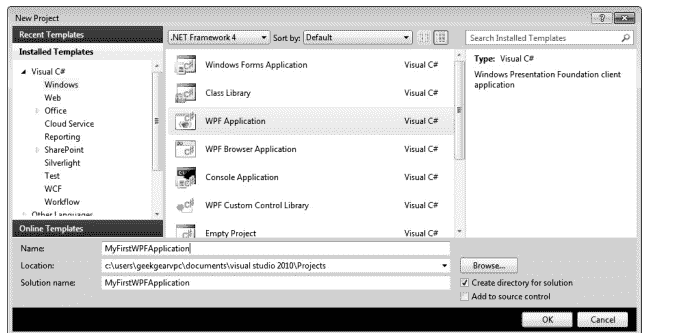 New Project
Recent Templates
.NET Framework 4
Sort by: Default
Search Installed Templates
Installed Templates
Visual C#
Windows
Web
Office
Cloud Service
Reporting
SharePoint
Silverlight
Test
WCF
Workflow
Other Languages
Online Templates
Windows Forms Application Visual C#
Class Library Visual C#
WPF Application Visual C#
WPF Browser Application Visual C#
Console Application Visual C#
WPF Custom Control Library Visual C#
Empty Project Visual C#
Type: Visual C#
Windows Presentation Foundation client
application
Name: MyFirstWPFApplication
Location: c:\users\geekgearvpc\documents\visual studio 2010\Projects
Browse...
Solution name: MyFirstWPFApplication
Create directory for solution
Add to source control
OK Cancel